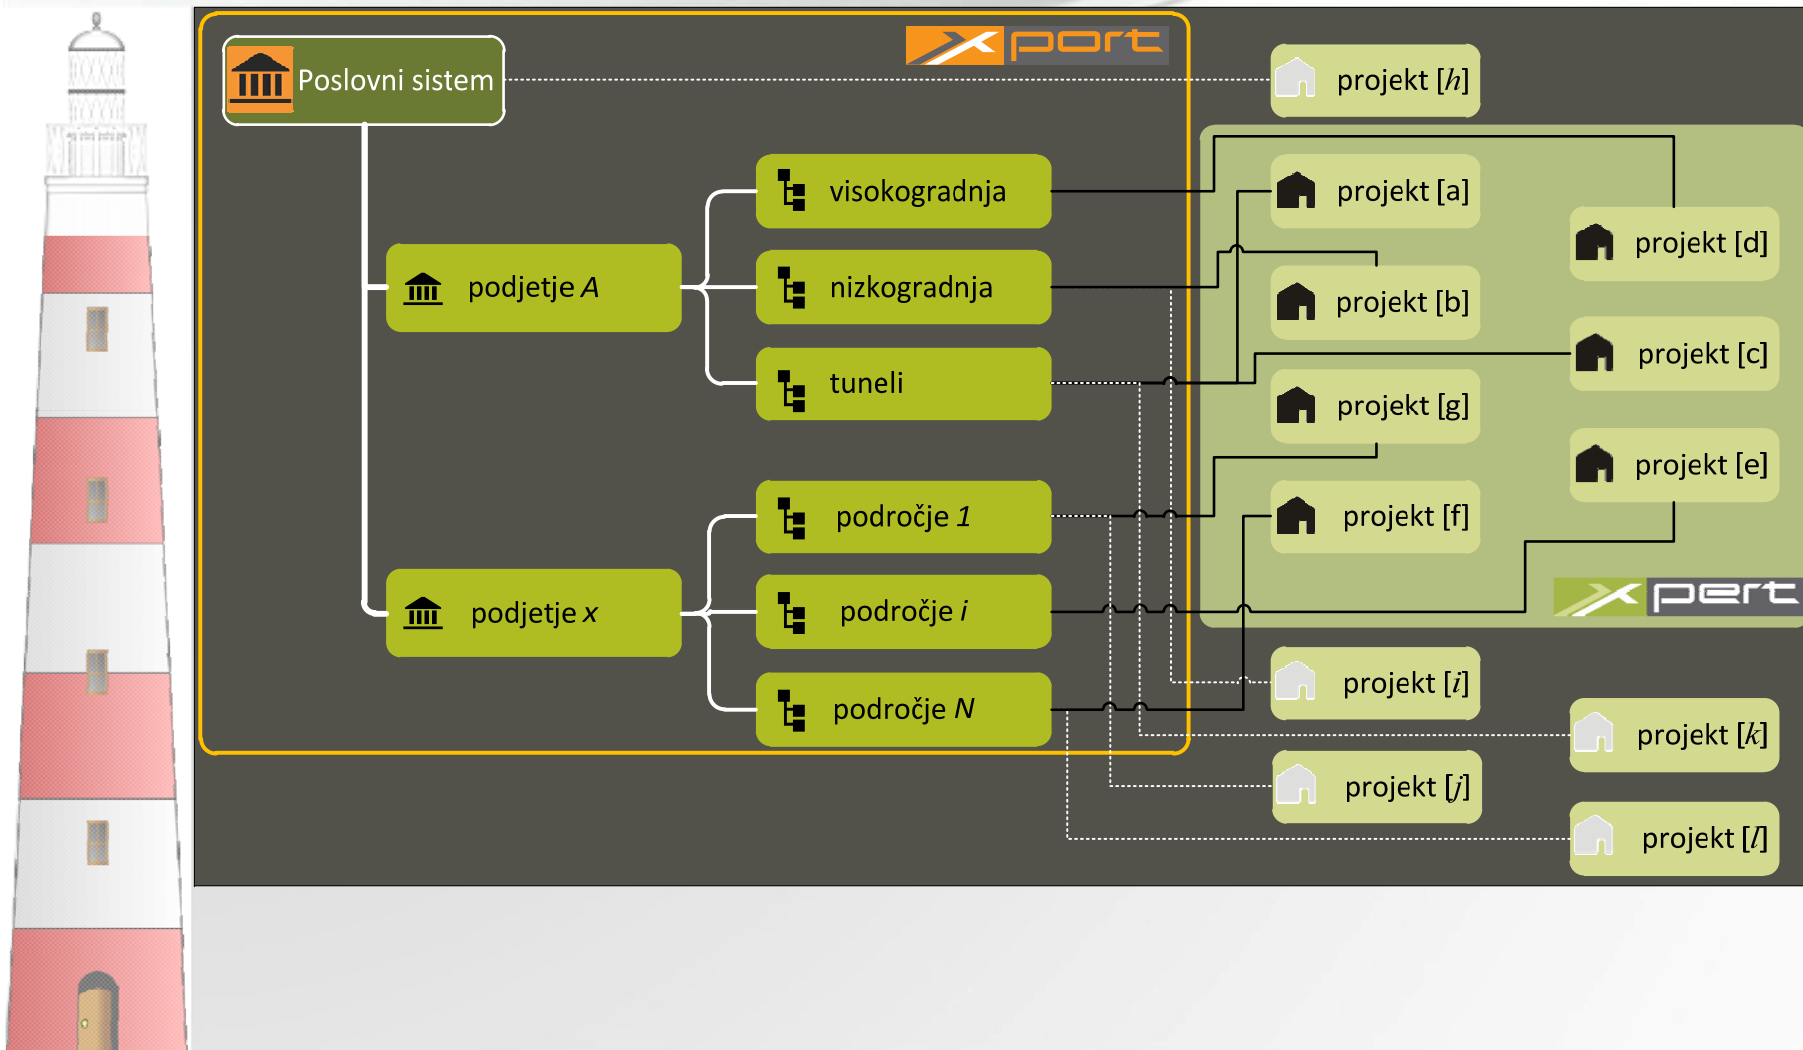 xport
Poslovni sistem
projekt [h]
visokogradnja
projekt [a]
projekt [d]
podjetje A
nizkogradnja
projekt [b]
projekt [c]
tuneli
projekt [g]
projekt [e]
področje 1
projekt [f]
xpert
podjetje x
področje i
projekt [i]
področje N
projekt [k]
projekt [j]
projekt [l]